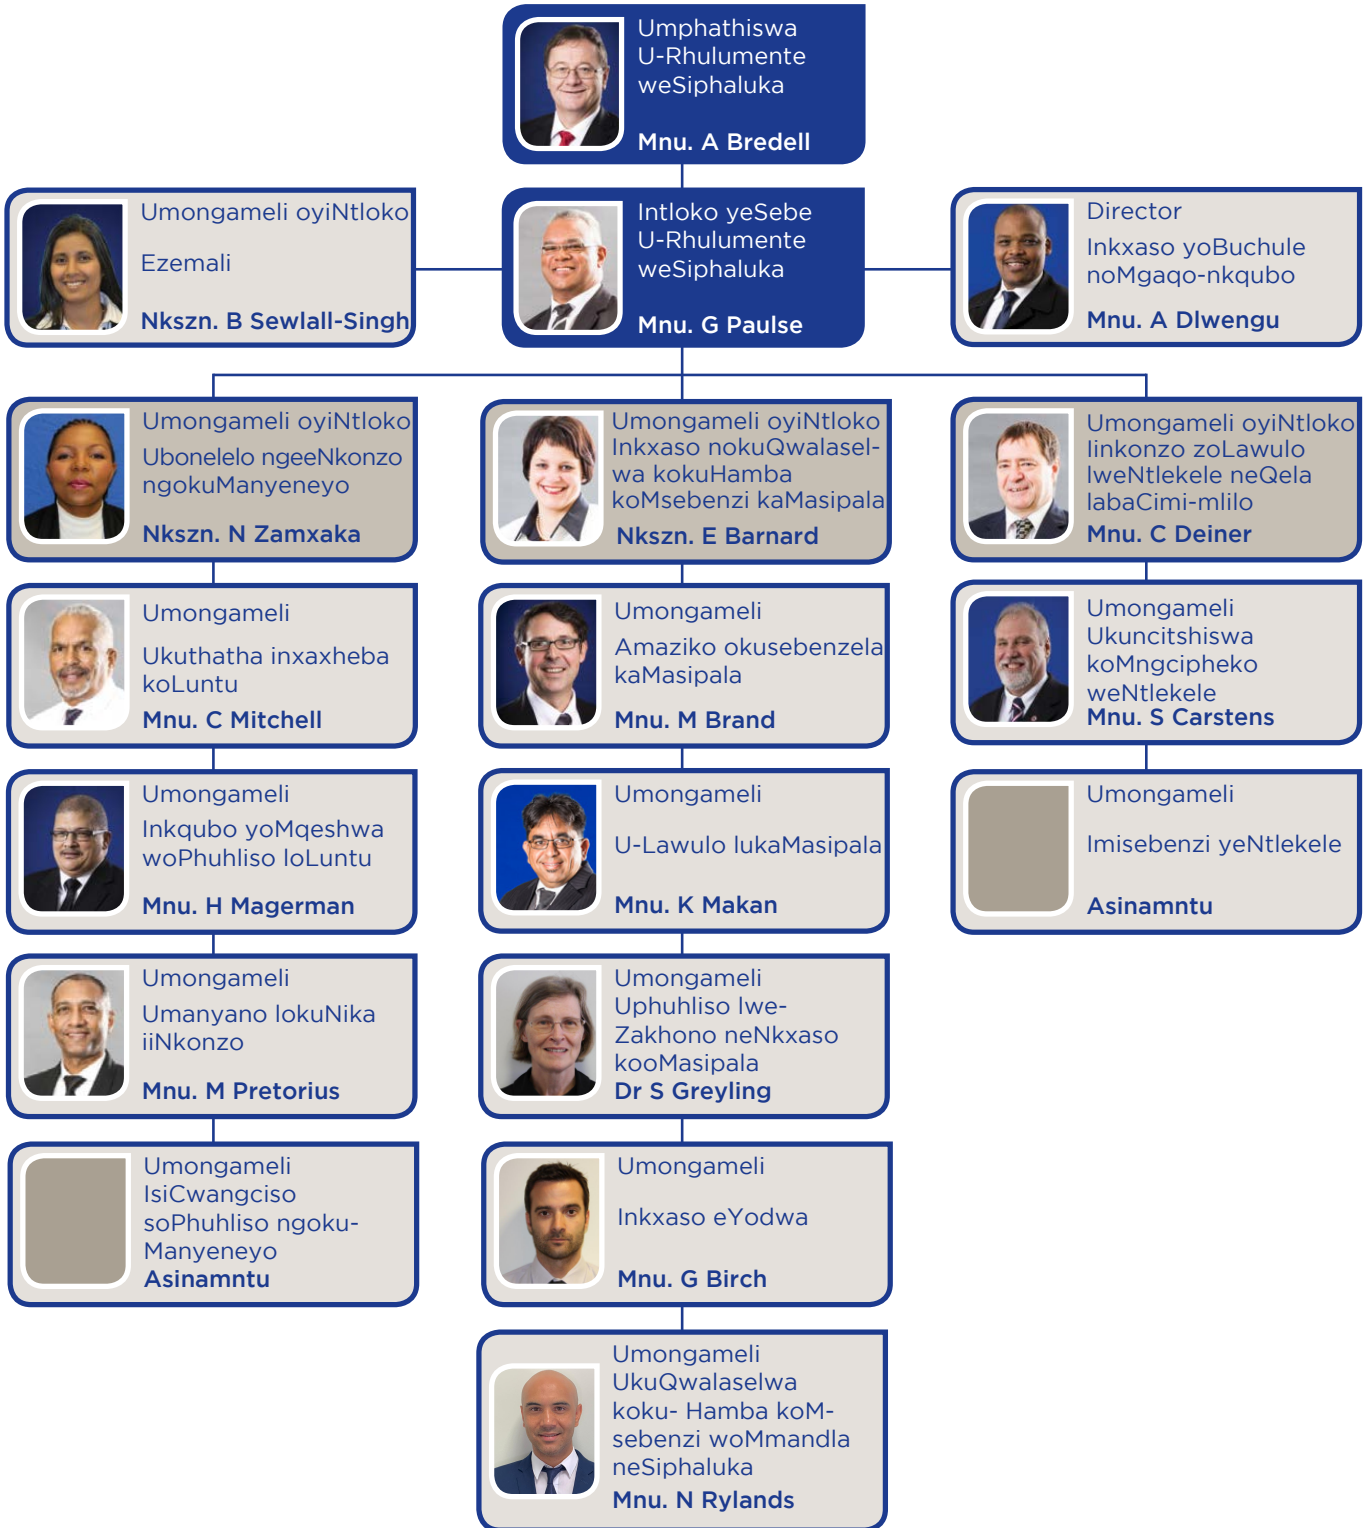 Umphathiswa
U-Rhulumente
weSiphaluka
Mnu. A Bredell
Umongameli oyiNtloko
Ezemali
Nkszn. B Sewlall-Singh
Intloko yeSebe
U-Rhulumente
weSiphaluka
Mnu. G Paulse
Director
Inkxaso yoBuchule
noMgaqo-nkqubo
Mnu. A Dlwengu
Umongameli oyiNtloko
Ubonelelo ngeeNkonzo
ngokuManyeneyo
Nkszn. N Zamxaka
Umongameli
Ukuthatha inxaxheba
koLuntu
Mnu. C Mitchell
Umongameli
Inkqubo yoMqeshwa
woPhuhliso loLuntu
Mnu. H Magerman
Umongameli
Umanyano lokuNika
iiNkonzo
Mnu. M Pretorius
Umongameli
IsiCwangciso
soPhuhliso ngoku-
Manyeneyo
Asinamntu
Umongameli oyiNtloko
Inkxaso nokuQwalasel-
wa kokuHamba
koMsebenzi kaMasipala
Nkszn. E Barnard
Umongameli
Amaziko okusebenzela
kaMasipala
Mnu. M Brand
Umongameli
U-Lawulo lukaMasipala
Mnu. K Makan
Umongameli
Uphuhliso lwe-
Zakhono neNkxaso
kooMasipala
Dr S Greyling
Umongameli
Inkxaso eYodwa
Mnu. G Birch
Umongameli
UkuQwalaselwa
koku- Hamba koM-
sebenzi woMmandla
neSiphaluka
Mnu. N Rylands
Umongameli oyiNtloko
Iinkonzo zoLawulo
lweNtlekele neQela
labaCimi-mlilo
Mnu. C Deiner
Umongameli
Ukuncitshiswa
koMngcipheko
weNtlekele
Mnu. S Carstens
Umongameli
Imisebenzi yeNtlekele
Asinamntu